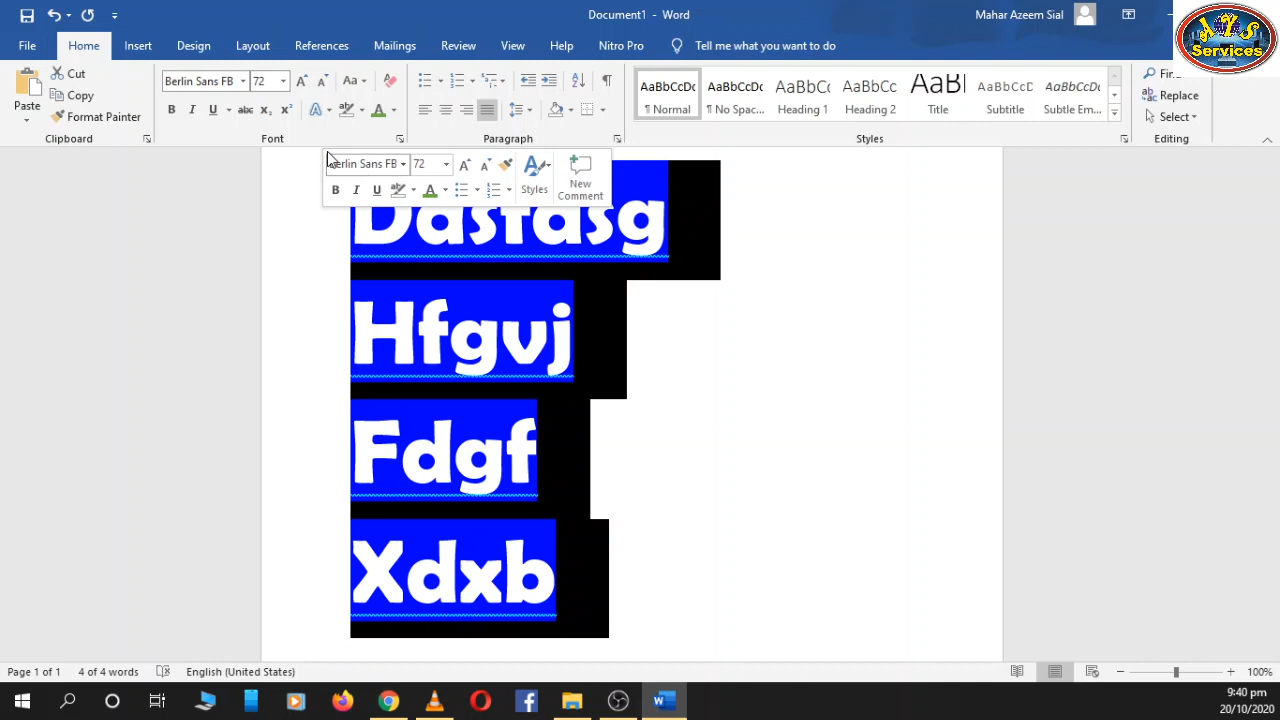 Document1 - Word
Mahar Azeem Sial
AZS
Services
File Home Insert Design Layout References Mailings Review View Help Nitro Pro Tell me what you want to do
Paste
Cut
Copy
Format Painter
Clipboard
Berlin Sans FB 72
Font
Paragraph
AaBbCcDc AaBbCcDc AaBbC AaBbCc AaB AaBbCcD AaBbCcDc
¶ Normal ¶ No Spac... Heading 1 Heading 2 Title Subtitle Subtle Em...
Styles
Replace
Select
Editing
Berlin Sans FB 72
Styles
New
Comment
Dasfasg
Hfgvj
Fdgf
Xdxb
Page 1 of 1 4 of 4 words English (United States) 100%
9:40 pm
20/10/2020